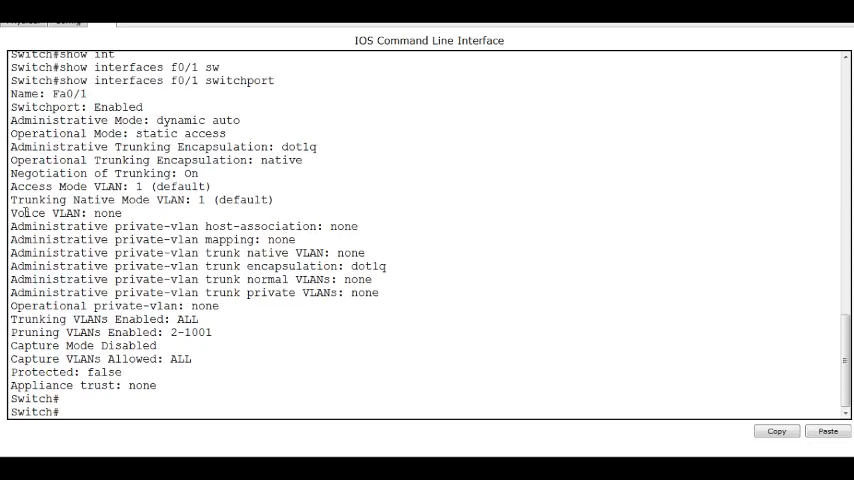 Config
IOS Command Line Interface
Switch#show int
Switch#show interfaces f0/1 sw
Switch#show interfaces f0/1 switchport
Name: Fa0/1
Switchport: Enabled
Administrative Mode: dynamic auto
Operational Mode: static access
Administrative Trunking Encapsulation: dot1q
Operational Trunking Encapsulation: native
Negotiation of Trunking: On
Access Mode VLAN: 1 (default)
Trunking Native Mode VLAN: 1 (default)
Voice VLAN: none
Administrative private-vlan host-association: none
Administrative private-vlan mapping: none
Administrative private-vlan trunk native VLAN: none
Administrative private-vlan trunk encapsulation: dot1q
Administrative private-vlan trunk normal VLANs: none
Administrative private-vlan trunk private VLANs: none
Operational private-vlan: none
Trunking VLANs Enabled: ALL
Pruning VLANs Enabled: 2-1001
Capture Mode Disabled
Capture VLANs Allowed: ALL
Protected: false
Appliance trust: none
Switch#
Switch#
Copy Paste